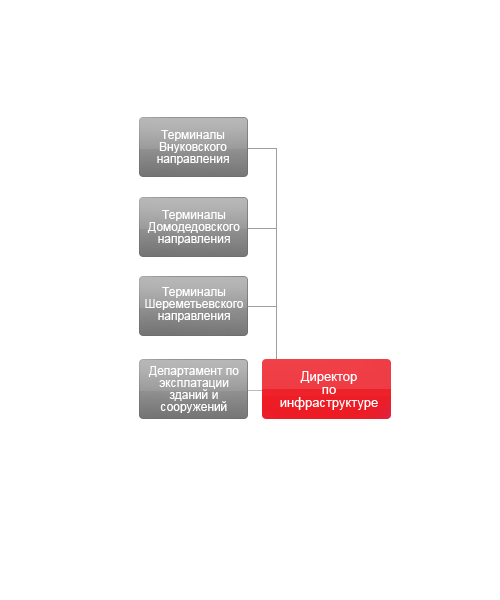 Терминалы
Внуковского
направления
Терминалы
Домодедовского
направления
Терминалы
Шереметьевского
направления
Департамент по
эксплатации
зданий и
сооружений
Директор
по
инфраструктуре